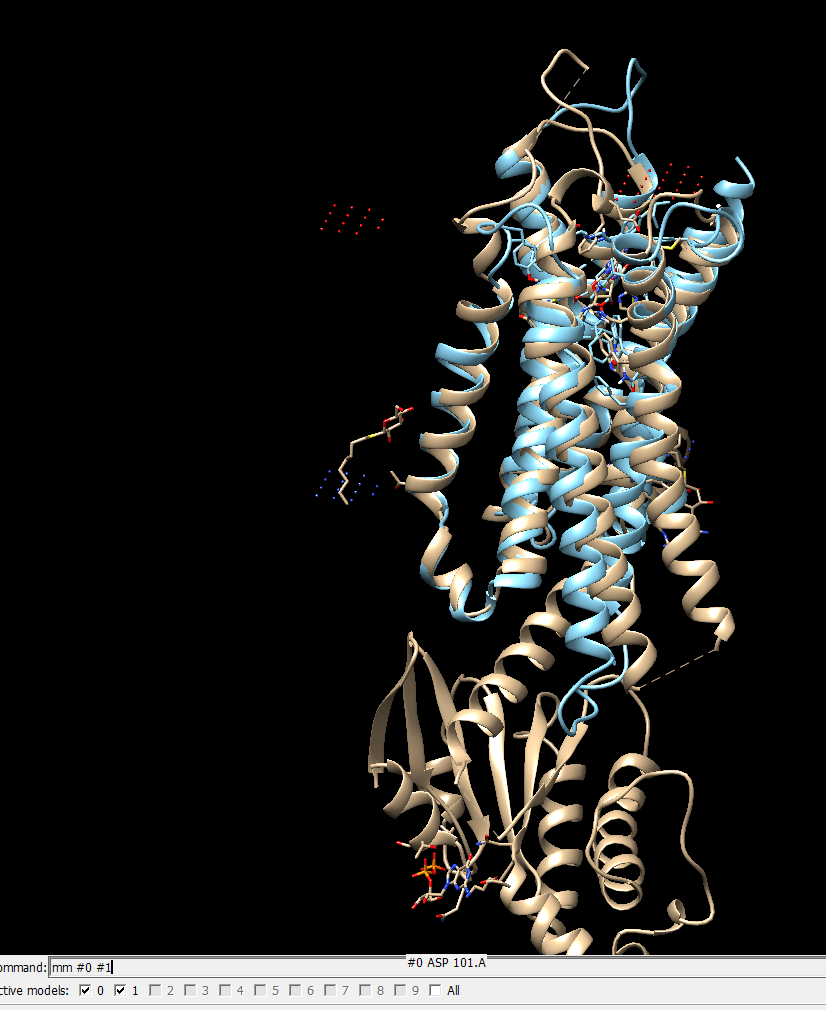 ommand: mm #0 #1
#0 ASP 101.A
ctive models: 0 1 2 3 4 5 6 7 8 9 All